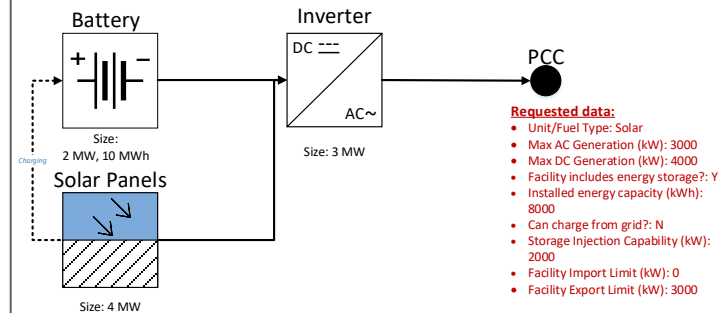 Battery
Inverter
+ −
DC
AC~
PCC
Size:
2 MW, 10 MWh
Size: 3 MW
Charging
Solar Panels
Size: 4 MW
Requested data:
• Unit/Fuel Type: Solar
• Max AC Generation (kW): 3000
• Max DC Generation (kW): 4000
• Facility includes energy storage?: Y
• Installed energy capacity (kWh):
8000
• Can charge from grid?: N
• Storage Injection Capability (kW):
2000
• Facility Import Limit (kW): 0
• Facility Export Limit (kW): 3000